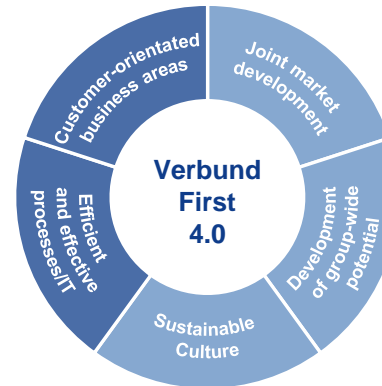 Customer-orientated
business areas
Joint market
development
Verbund
First
4.0
Efficient
and effective
processes/IT
Development
of group-wide
potential
Sustainable
Culture